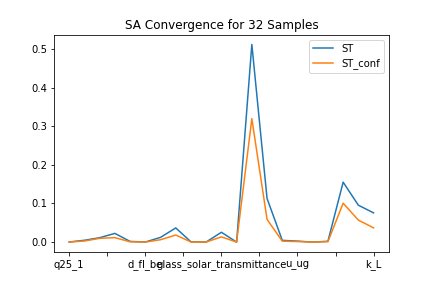 SA Convergence for 32 Samples
ST
ST_conf
0.5
0.4
0.3
0.2
0.1
0.0
q25_1
d_fl_bg
glass_solar_transmittance
u_ug
k_L